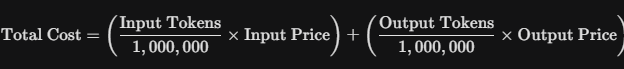 Total Cost = (Input Tokens / 1,000,000 × Input Price) + (Output Tokens / 1,000,000 × Output Price)